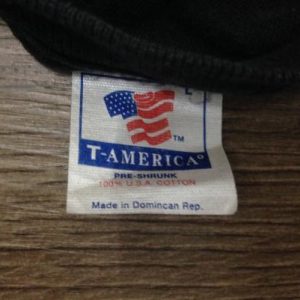 L
TM
T-AMERICA®
PRE-SHRUNK
100% U.S.A. COTTON
Made in Domincan Rep.